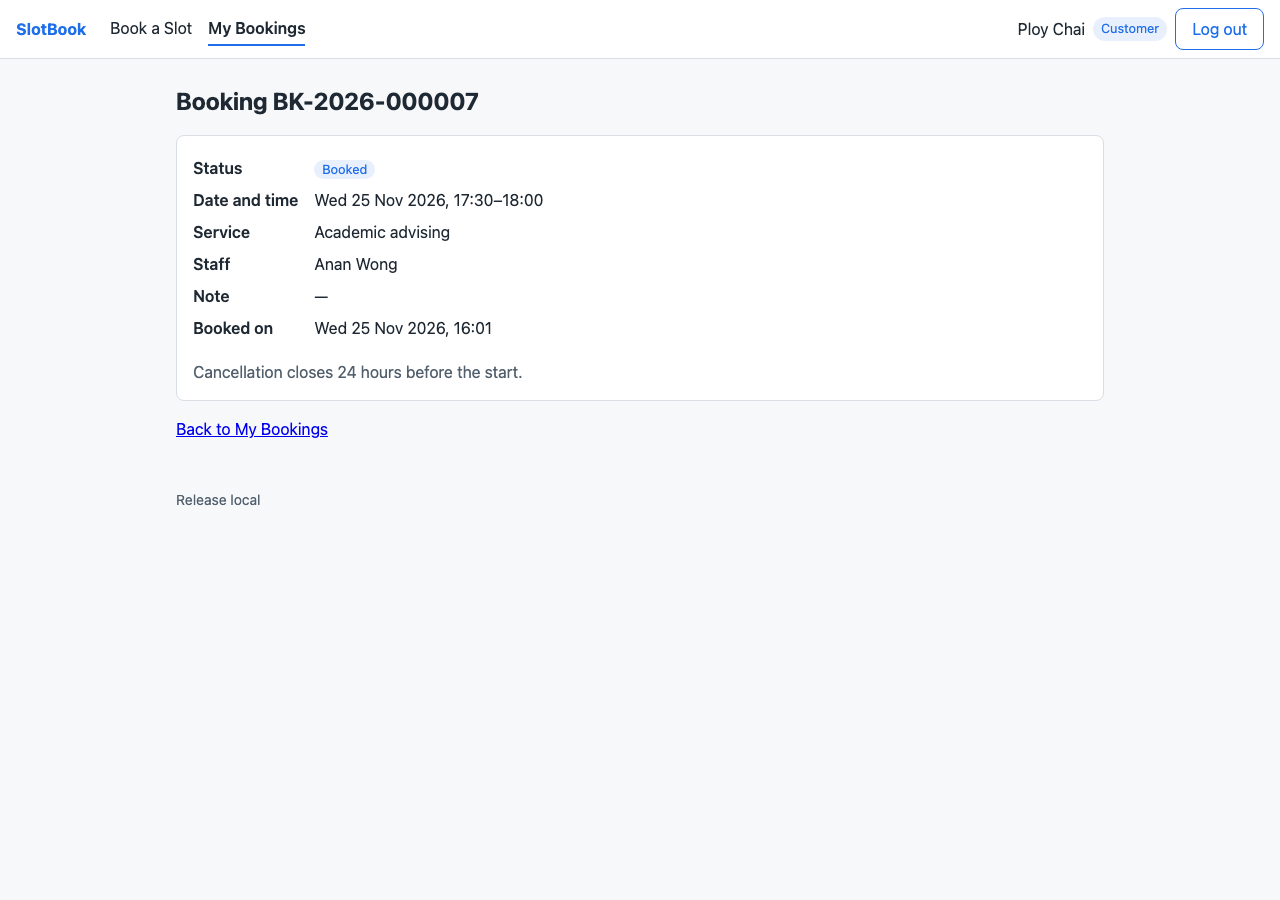 SlotBook Book a Slot My Bookings Ploy Chai Customer Log out
Booking BK-2026-000007
Status Booked
Date and time Wed 25 Nov 2026, 17:30–18:00
Service Academic advising
Staff Anan Wong
Note —
Booked on Wed 25 Nov 2026, 16:01
Cancellation closes 24 hours before the start.
Back to My Bookings
Release local